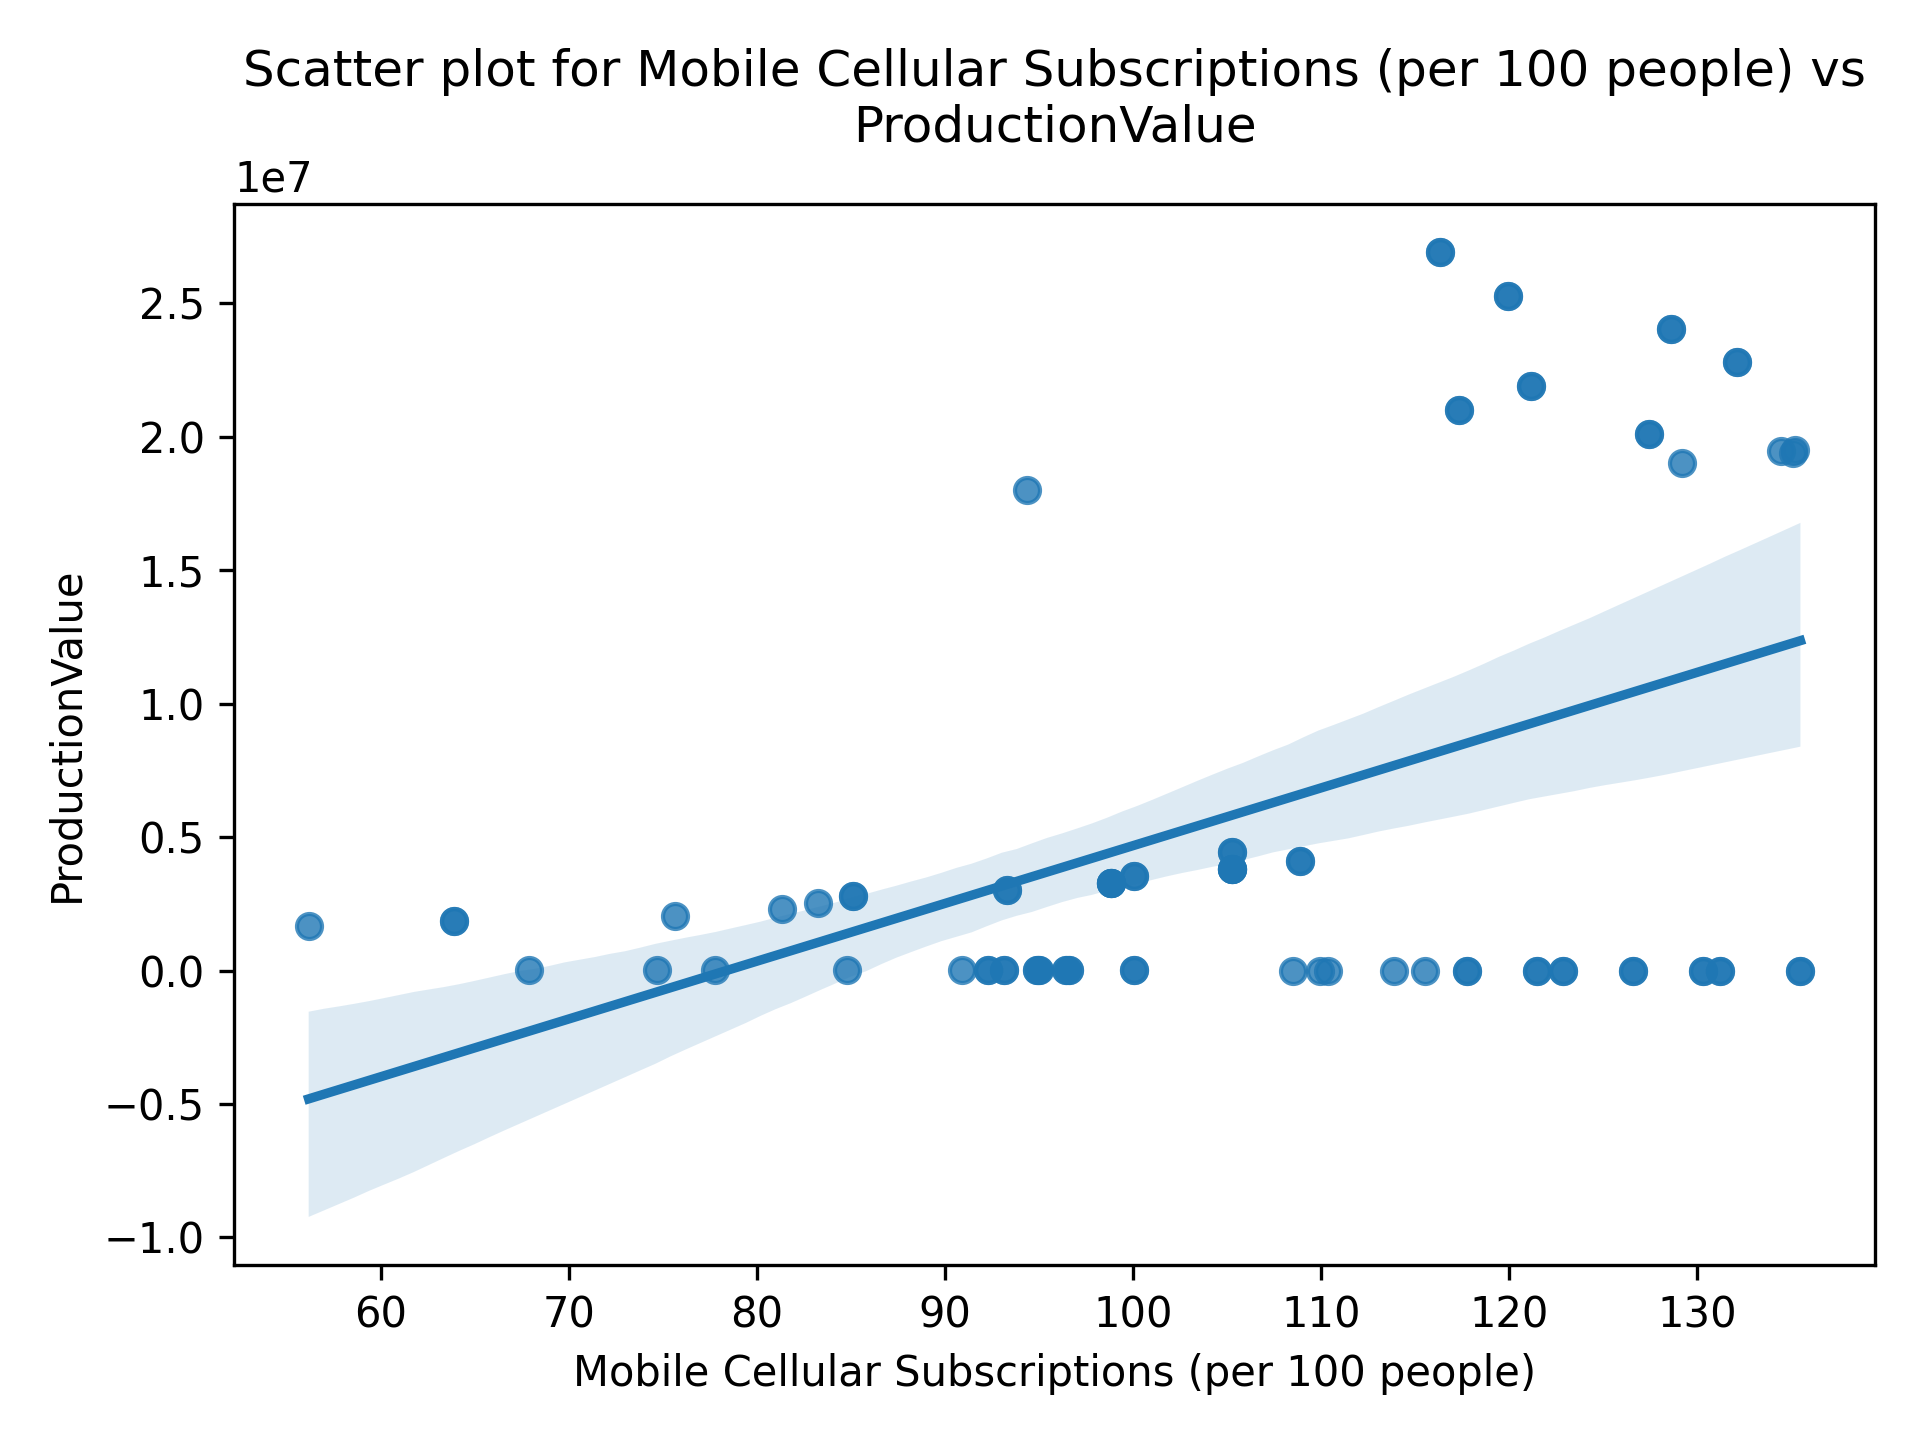 Scatter plot for Mobile Cellular Subscriptions (per 100 people) vs
ProductionValue
1e7
2.5
2.0
1.5
1.0
0.5
0.0
−0.5
−1.0
ProductionValue
60 70 80 90 100 110 120 130
Mobile Cellular Subscriptions (per 100 people)